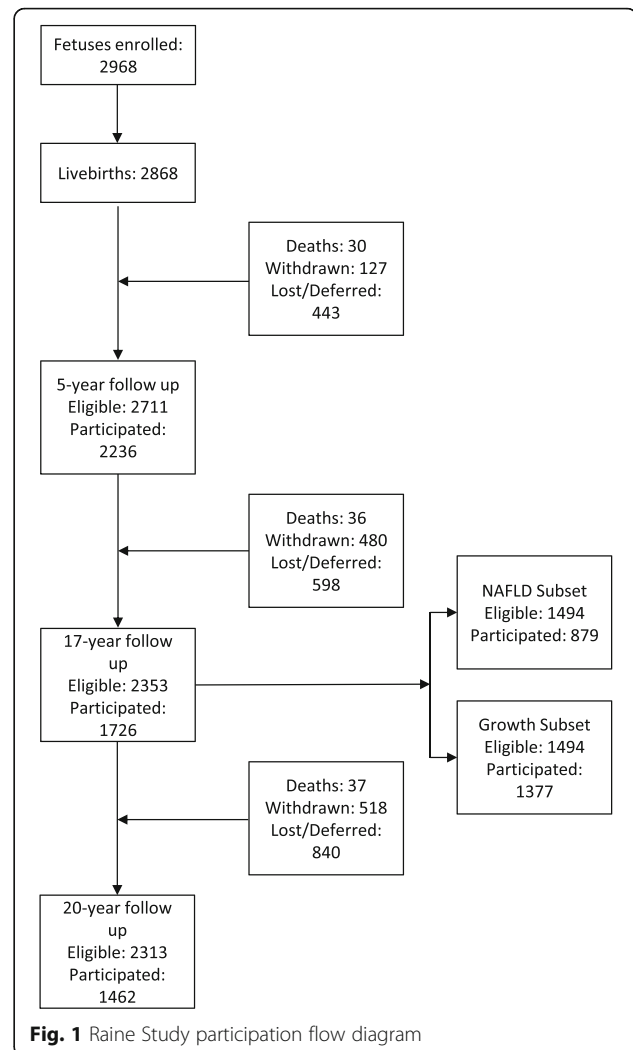 Fetuses enrolled:
2968
Livebirths: 2868
Deaths: 30
Withdrawn: 127
Lost/Deferred:
443
5-year follow up
Eligible: 2711
Participated:
2236
Deaths: 36
Withdrawn: 480
Lost/Deferred:
598
NAFLD Subset
Eligible: 1494
Participated: 879
17-year follow
up
Eligible: 2353
Participated:
1726
Growth Subset
Eligible: 1494
Participated:
1377
Deaths: 37
Withdrawn: 518
Lost/Deferred:
840
20-year follow
up
Eligible: 2313
Participated:
1462
Fig. 1 Raine Study participation flow diagram